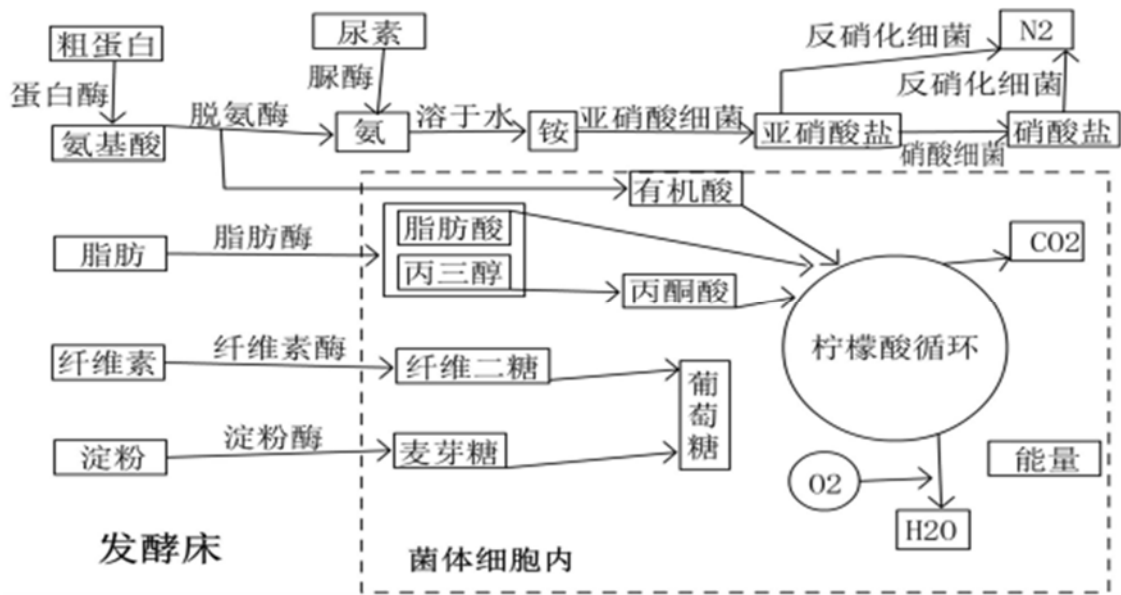 粗蛋白
尿素
反硝化细菌
N2
蛋白酶
脲酶
反硝化细菌
氨基酸
脱氨酶
氨
溶于水
铵
亚硝酸细菌
亚硝酸盐
硝酸细菌
硝酸盐
有机酸
脂肪
脂肪酶
脂肪酸
丙三醇
丙酮酸
CO2
柠檬酸循环
纤维素
纤维素酶
纤维二糖
葡萄糖
淀粉
淀粉酶
麦芽糖
O2
能量
H2O
发酵床
菌体细胞内